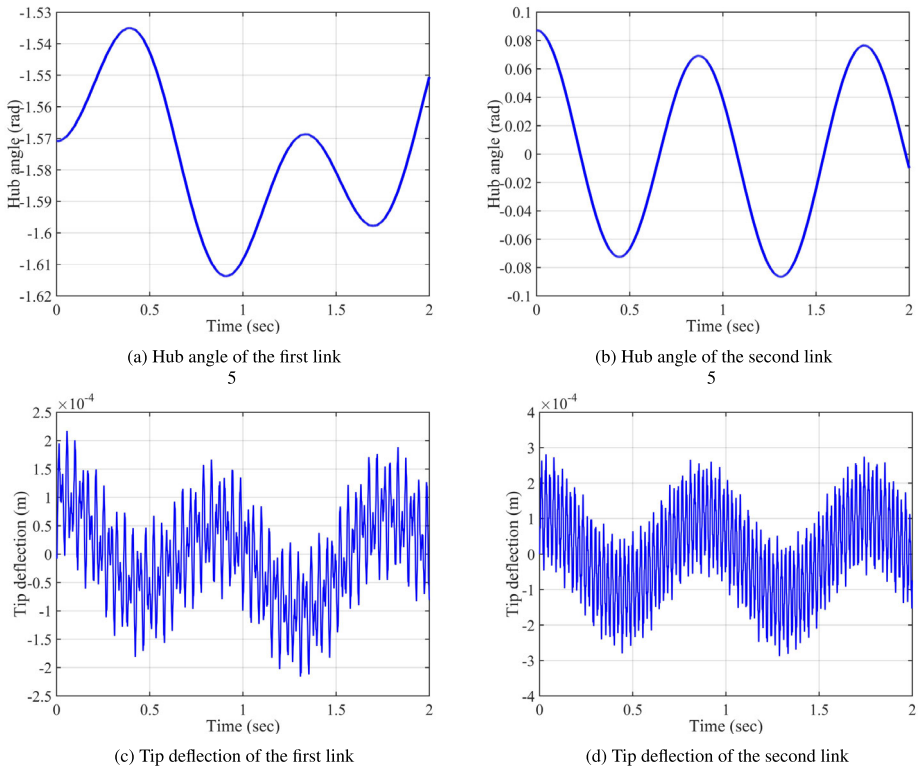 -1.53
-1.54
-1.55
-1.56
-1.57
-1.58
-1.59
-1.6
-1.61
-1.62
Hub angle (rad)
0 0.5 1 1.5 2
Time (sec)
(a) Hub angle of the first link
5
0.1
0.08
0.06
0.04
0.02
0
-0.02
-0.04
-0.06
-0.08
-0.1
Hub angle (rad)
0 0.5 1 1.5 2
Time (sec)
(b) Hub angle of the second link
5
×10-4
2.5
2
1.5
1
0.5
0
-0.5
-1
-1.5
-2
-2.5
Tip deflection (m)
0 0.5 1 1.5 2
Time (sec)
(c) Tip deflection of the first link
×10-4
4
3
2
1
0
-1
-2
-3
-4
Tip deflection (m)
0 0.5 1 1.5 2
Time (sec)
(d) Tip deflection of the second link